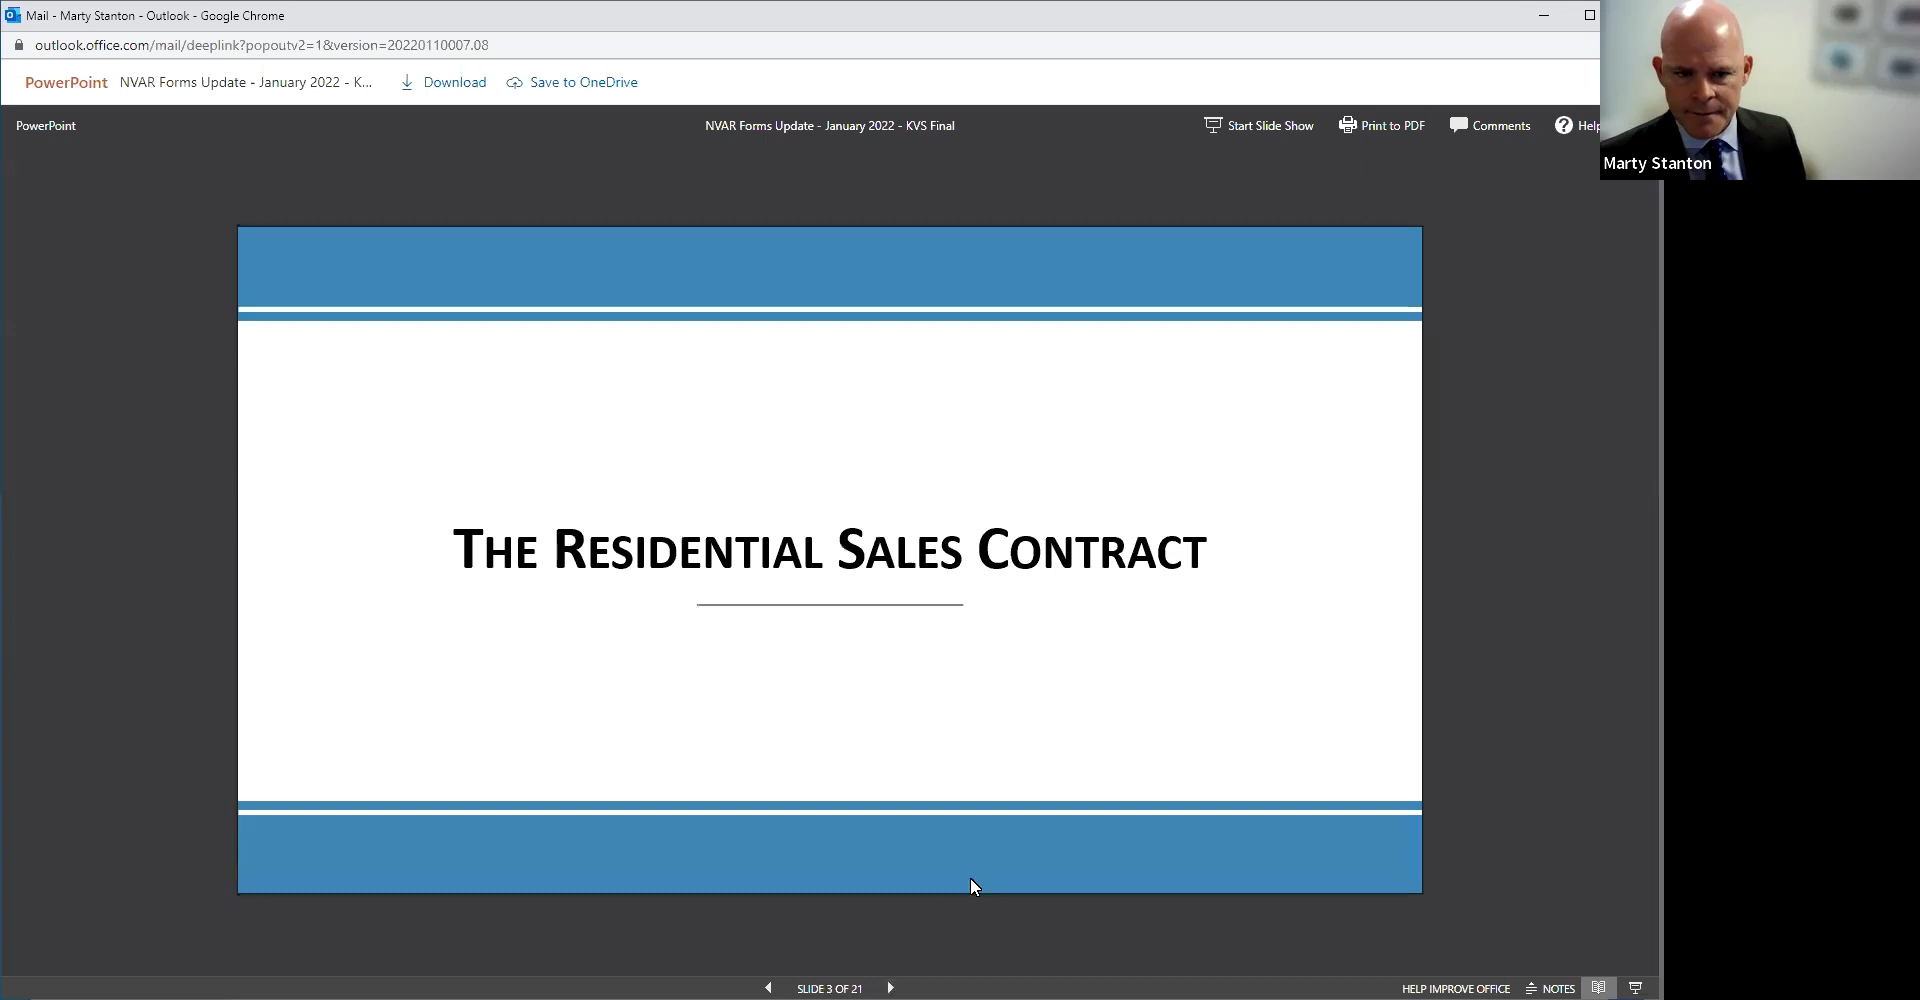 Mail - Marty Stanton - Outlook - Google Chrome
outlook.office.com/mail/deeplink?popoutv2=1&version=20220110007.08
PowerPoint NVAR Forms Update - January 2022 - K... Download Save to OneDrive
PowerPoint NVAR Forms Update - January 2022 - KVS Final Start Slide Show Print to PDF Comments Help
Marty Stanton
THE RESIDENTIAL SALES CONTRACT
SLIDE 3 OF 21 HELP IMPROVE OFFICE NOTES